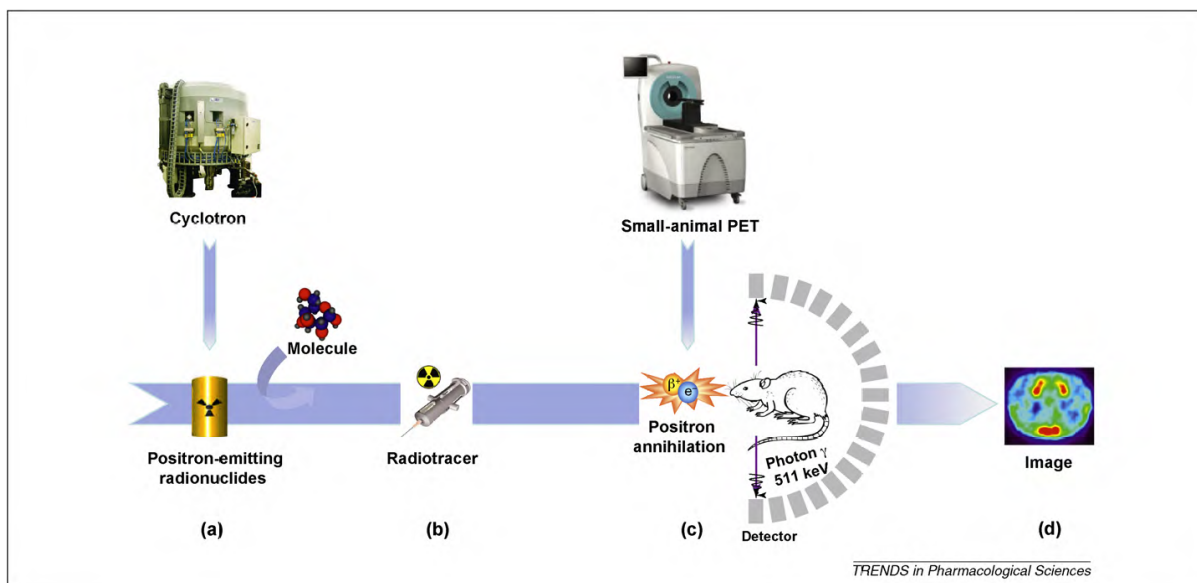 Cyclotron
Small-animal PET
Molecule
β+
e-
Positron-emitting
radionuclides
Radiotracer
Positron
annihilation
Photon γ
511 keV
Image
(a)
(b)
(c)
(d)
Detector
TRENDS in Pharmacological Sciences